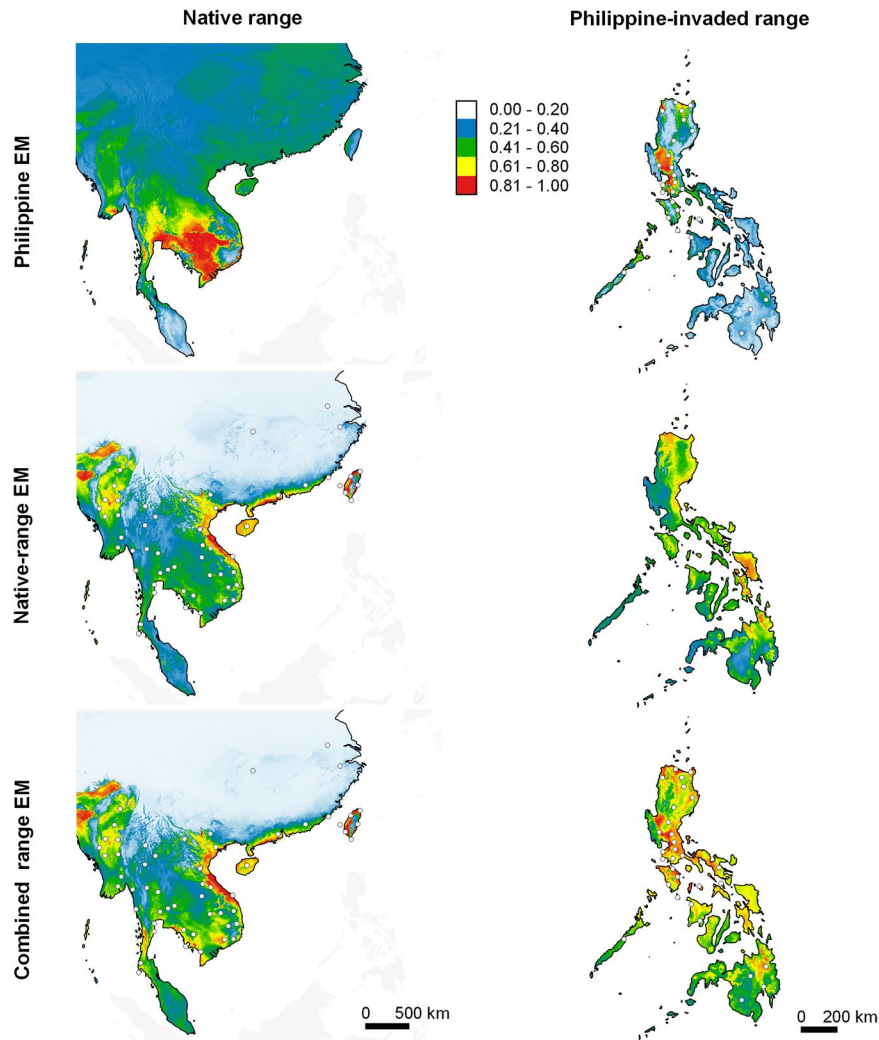 Native range
Philippine-invaded range
Philippine EM
0.00 - 0.20
0.21 - 0.40
0.41 - 0.60
0.61 - 0.80
0.81 - 1.00
Native-range EM
Combined range EM
0 500 km
0 200 km